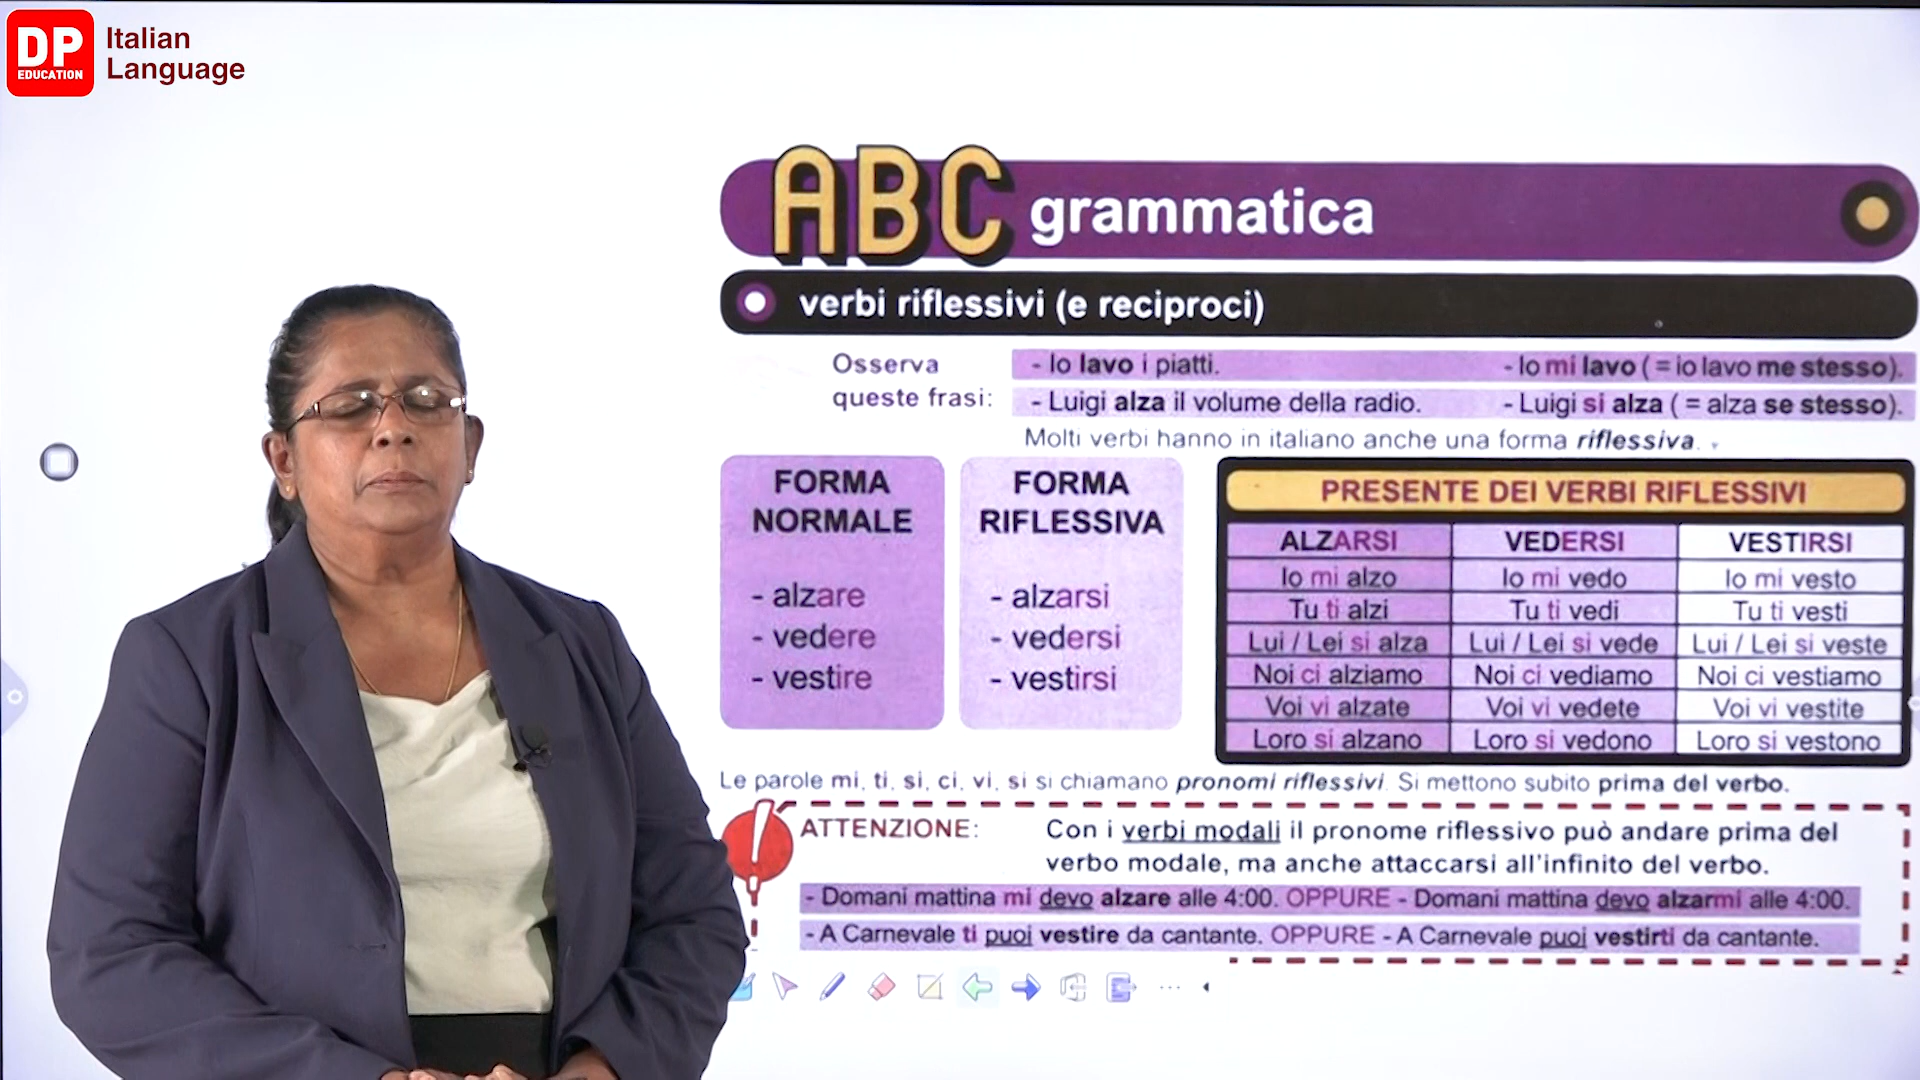 DP
EDUCATION
Italian
Language
ABC grammatica
verbi riflessivi (e reciproci)
Osserva
queste frasi:
- Io lavo i piatti.
- Io mi lavo ( = io lavo me stesso).
- Luigi alza il volume della radio.
- Luigi si alza ( = alza se stesso).
Molti verbi hanno in italiano anche una forma riflessiva.
FORMA
NORMALE
- alzare
- vedere
- vestire
FORMA
RIFLESSIVA
- alzarsi
- vedersi
- vestirsi
PRESENTE DEI VERBI RIFLESSIVI
ALZARSI VEDERSI VESTIRSI
Io mi alzo Io mi vedo Io mi vesto
Tu ti alzi Tu ti vedi Tu ti vesti
Lui / Lei si alza Lui / Lei si vede Lui / Lei si veste
Noi ci alziamo Noi ci vediamo Noi ci vestiamo
Voi vi alzate Voi vi vedete Voi vi vestite
Loro si alzano Loro si vedono Loro si vestono
Le parole mi, ti, si, ci, vi, si si chiamano pronomi riflessivi. Si mettono subito prima del verbo.
ATTENZIONE:
Con i verbi modali il pronome riflessivo può andare prima del
verbo modale, ma anche attaccarsi all'infinito del verbo.
- Domani mattina mi devo alzare alle 4:00. OPPURE - Domani mattina devo alzarmi alle 4:00.
- A Carnevale ti puoi vestire da cantante. OPPURE - A Carnevale puoi vestirti da cantante.